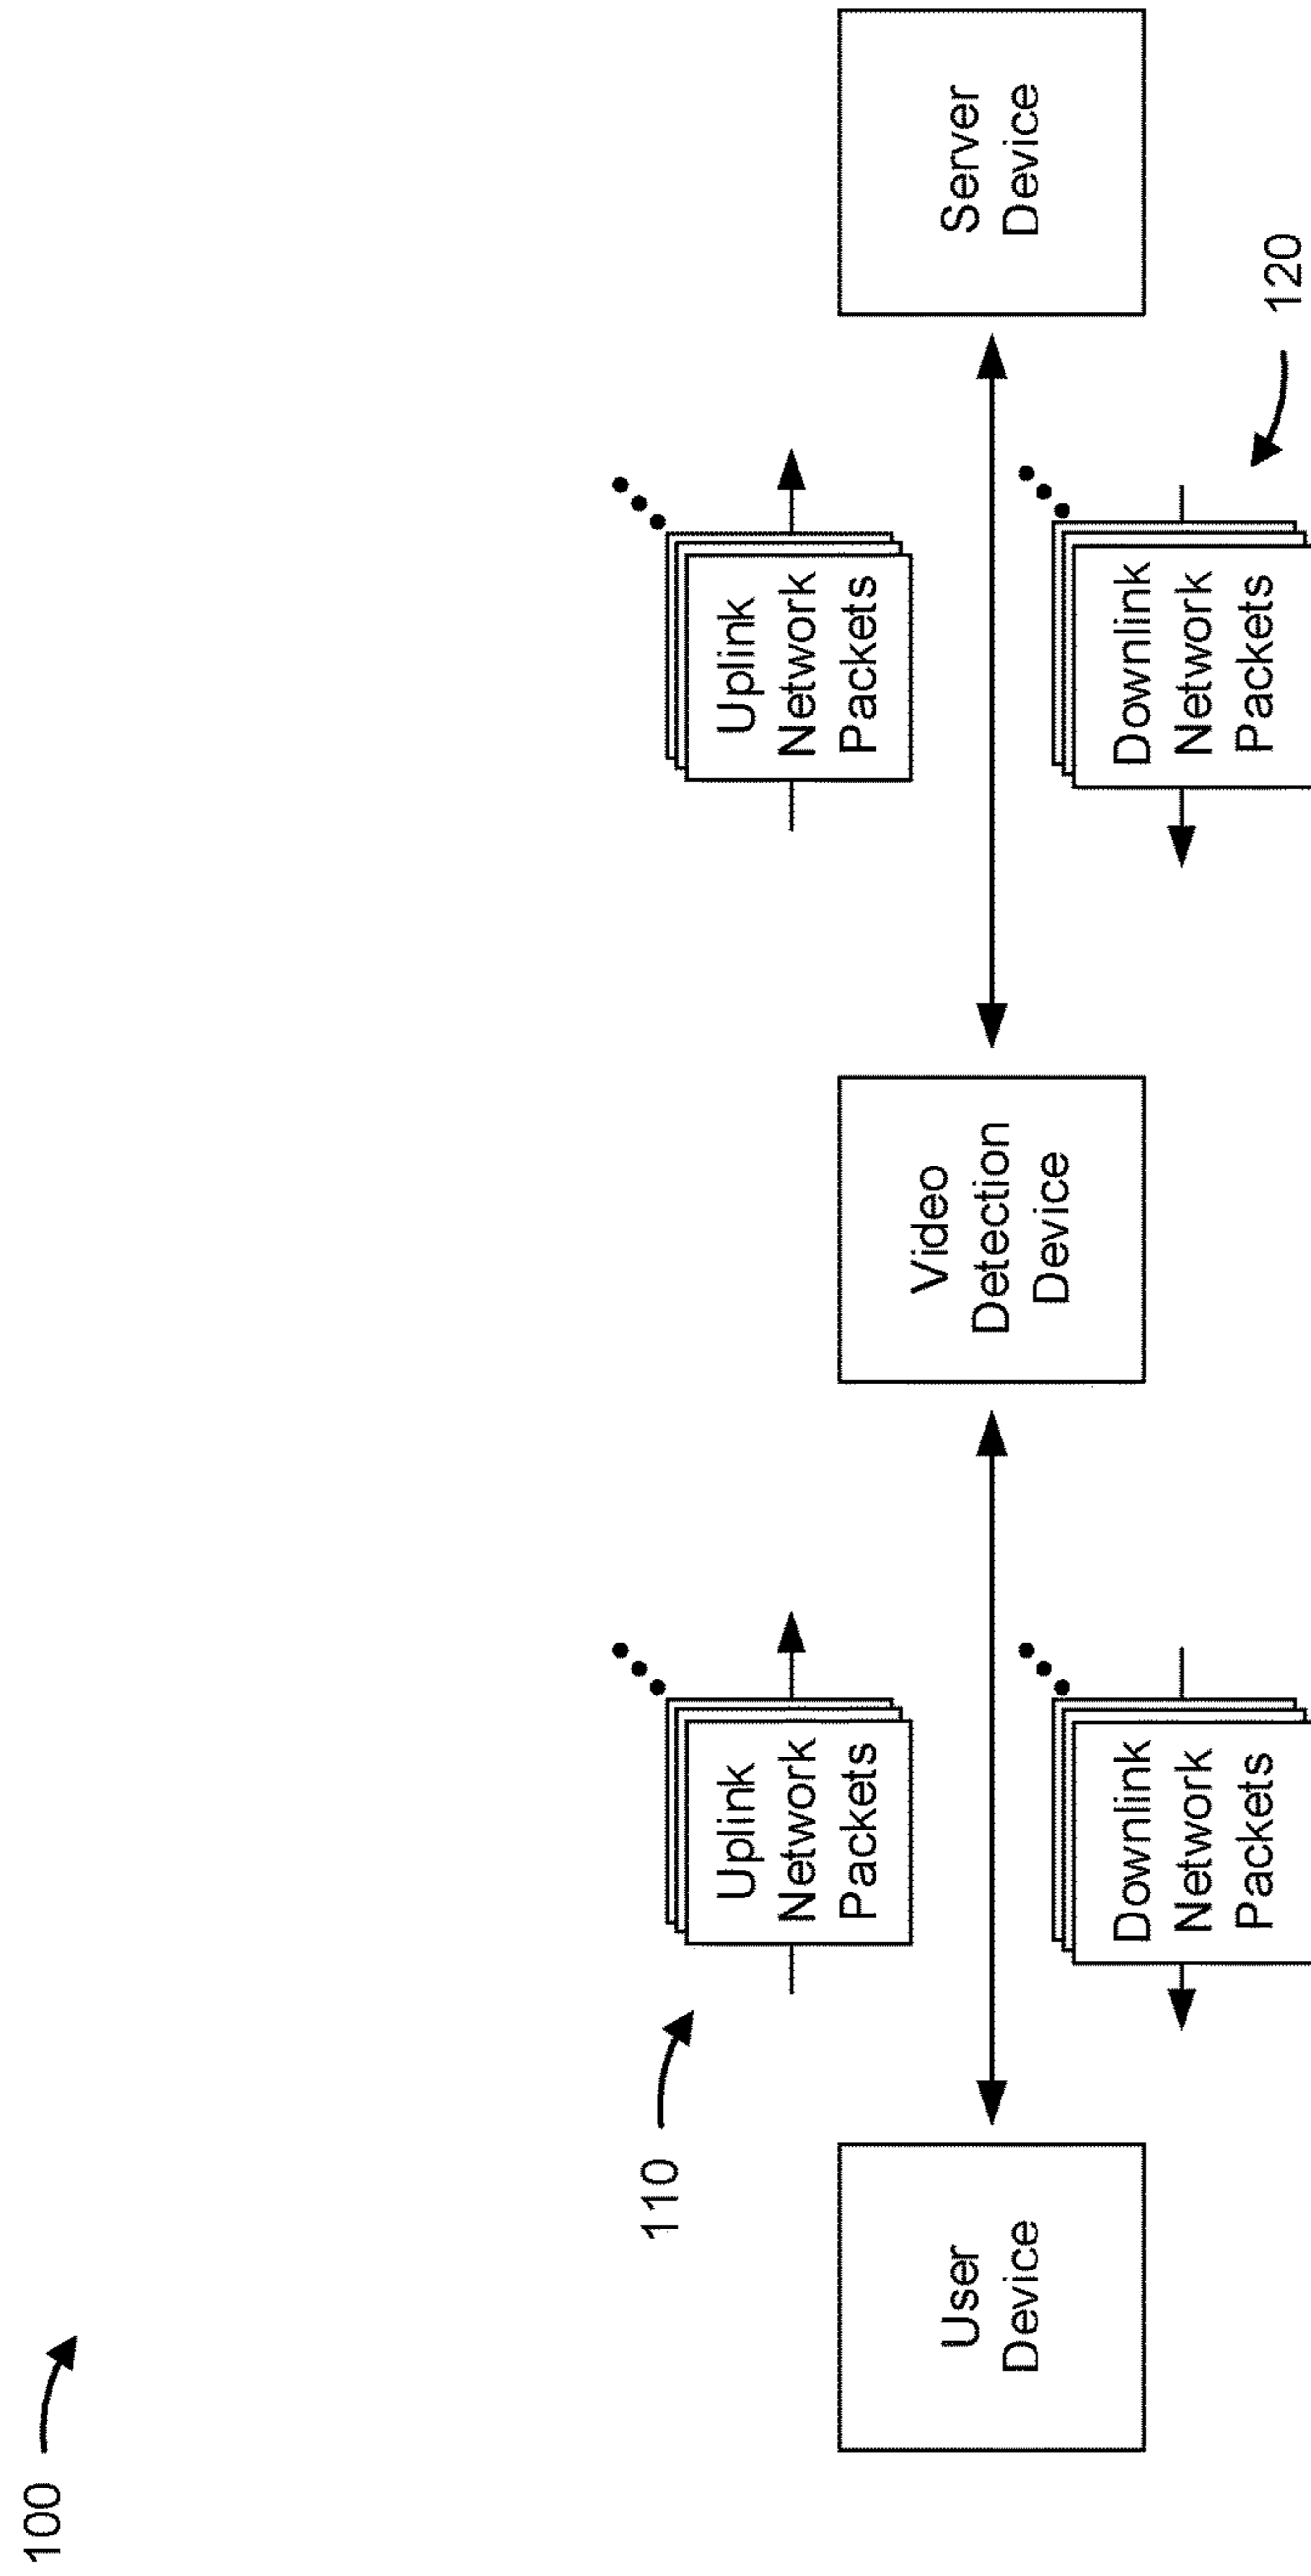 100
110
Uplink
Network
Packets
Uplink
Network
Packets
User
Device
Video
Detection
Device
Server
Device
Downlink
Network
Packets
Downlink
Network
Packets
120